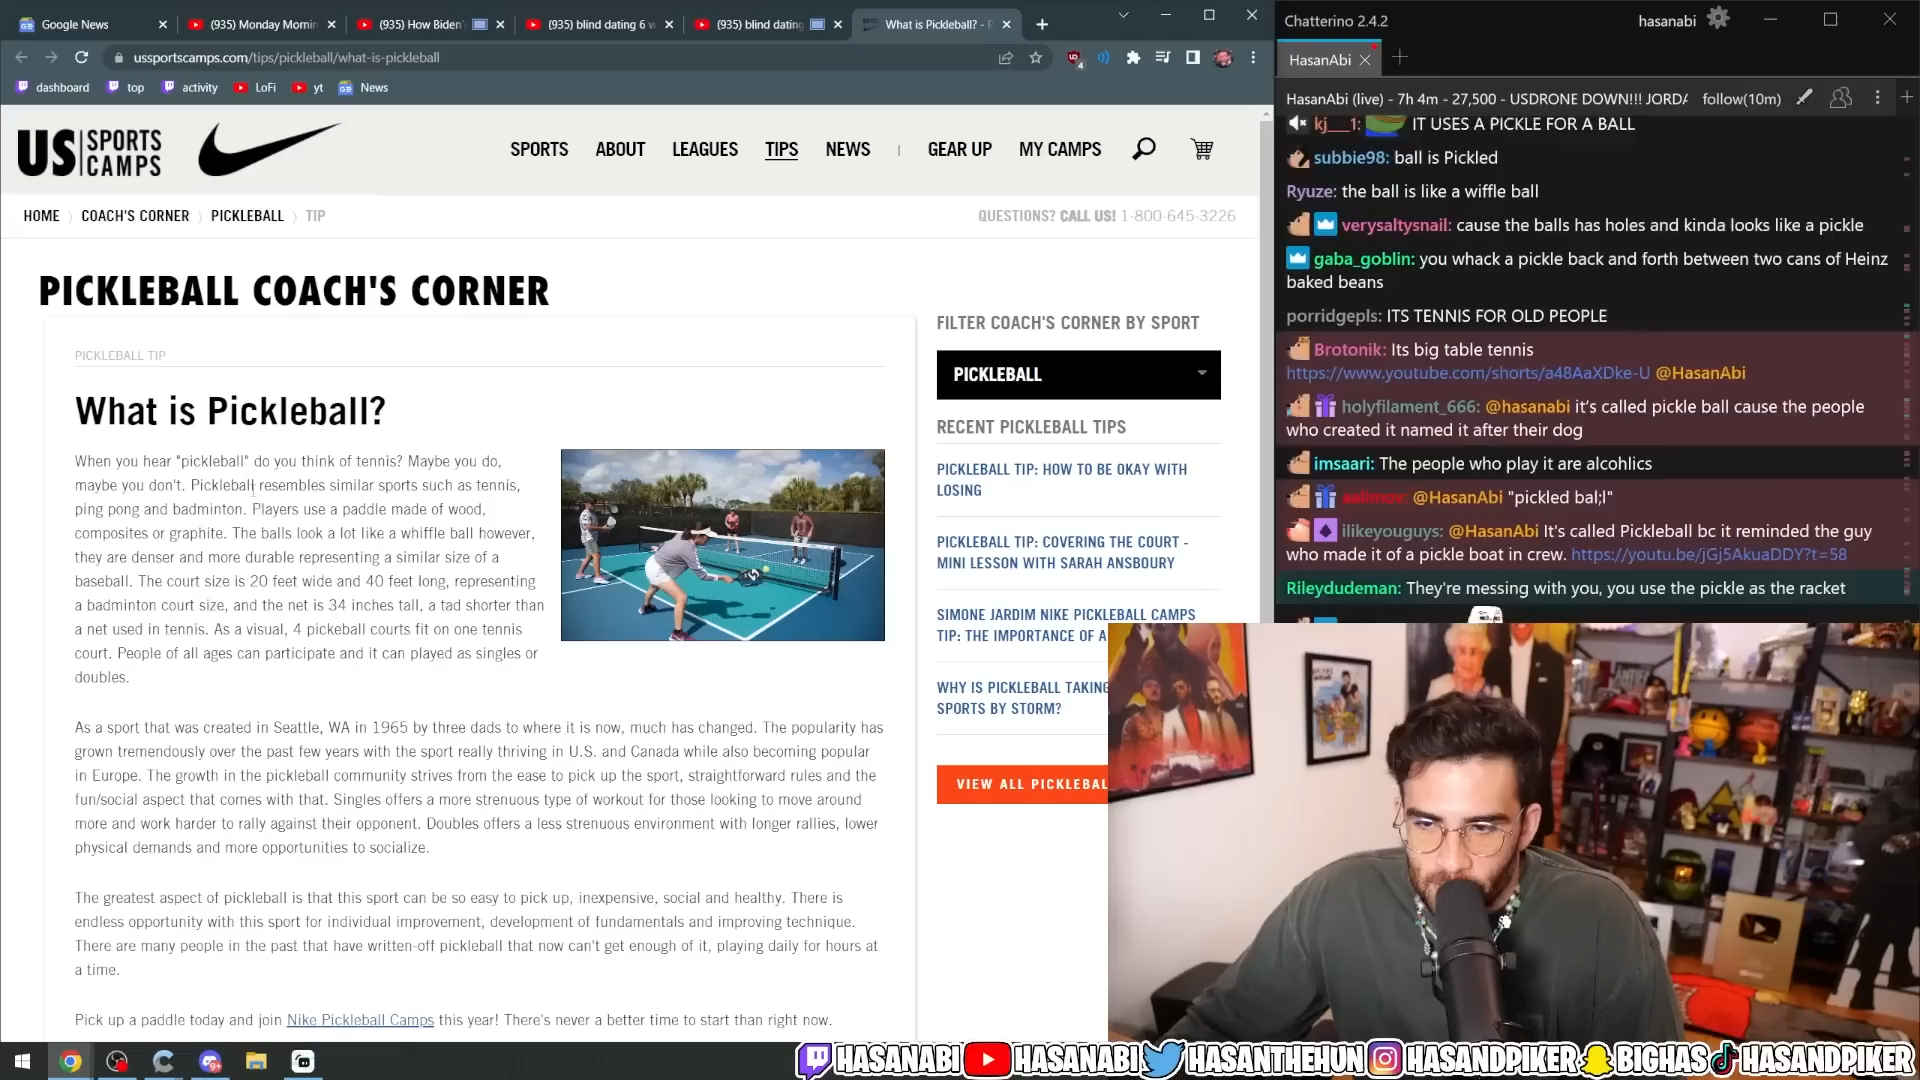 Google News
(935) Monday Mornin
(935) How Biden'
(935) blind dating 6 w
(935) blind dating
What is Pickleball? - P
ussportscamps.com/tips/pickleball/what-is-pickleball
dashboard
top
activity
LoFi
yt
News
US SPORTS CAMPS
SPORTS ABOUT LEAGUES TIPS NEWS | GEAR UP MY CAMPS
HOME COACH'S CORNER PICKLEBALL TIP
QUESTIONS? CALL US! 1-800-645-3226
PICKLEBALL COACH'S CORNER
PICKLEBALL TIP
What is Pickleball?
When you hear "pickleball" do you think of tennis? Maybe you do,
maybe you don't. Pickleball resembles similar sports such as tennis,
ping pong and badminton. Players use a paddle made of wood,
composites or graphite. The balls look a lot like a whiffle ball however,
they are denser and more durable representing a similar size of a
baseball. The court size is 20 feet wide and 40 feet long, representing
a badminton court size, and the net is 34 inches tall, a tad shorter than
a net used in tennis. As a visual, 4 pickeball courts fit on one tennis
court. People of all ages can participate and it can played as singles or
doubles.
As a sport that was created in Seattle, WA in 1965 by three dads to where it is now, much has changed. The popularity has
grown tremendously over the past few years with the sport really thriving in U.S. and Canada while also becoming popular
in Europe. The growth in the pickleball community strives from the ease to pick up the sport, straightforward rules and the
fun/social aspect that comes with that. Singles offers a more strenuous type of workout for those looking to move around
more and work harder to rally against their opponent. Doubles offers a less strenuous environment with longer rallies, lower
physical demands and more opportunities to socialize.
The greatest aspect of pickleball is that this sport can be so easy to pick up, inexpensive, social and healthy. There is
endless opportunity with this sport for individual improvement, development of fundamentals and improving technique.
There are many people in the past that have written-off pickleball that now can't get enough of it, playing daily for hours at
a time.
Pick up a paddle today and join Nike Pickleball Camps this year! There's never a better time to start than right now.
FILTER COACH'S CORNER BY SPORT
PICKLEBALL
RECENT PICKLEBALL TIPS
PICKLEBALL TIP: HOW TO BE OKAY WITH
LOSING
PICKLEBALL TIP: COVERING THE COURT -
MINI LESSON WITH SARAH ANSBOURY
SIMONE JARDIM NIKE PICKLEBALL CAMPS
TIP: THE IMPORTANCE OF A
WHY IS PICKLEBALL TAKING
SPORTS BY STORM?
VIEW ALL PICKLEBAL
Chatterino 2.4.2
hasanabi
HasanAbi
HasanAbi (live) - 7h 4m - 27,500 - USDRONE DOWN!!! JORDA
follow(10m)
kj___1: IT USES A PICKLE FOR A BALL
subbie98: ball is Pickled
Ryuze: the ball is like a wiffle ball
verysaltysnail: cause the balls has holes and kinda looks like a pickle
gaba_goblin: you whack a pickle back and forth between two cans of Heinz
baked beans
porridgepls: ITS TENNIS FOR OLD PEOPLE
Brotonik: Its big table tennis
https://www.youtube.com/shorts/a48AaXDke-U @HasanAbi
holyfilament_666: @hasanabi it's called pickle ball cause the people
who created it named it after their dog
imsaari: The people who play it are alcohlics
@HasanAbi "pickled bal;l"
ilikeyouguys: @HasanAbi It's called Pickleball bc it reminded the guy
who made it of a pickle boat in crew. https://youtu.be/jGj5AkuaDDY?t=58
Rileydudeman: They're messing with you, you use the pickle as the racket
HASANABI HASANABI HASANTHEHUN HASANDPIKER BIGHAS HASANDPIKER